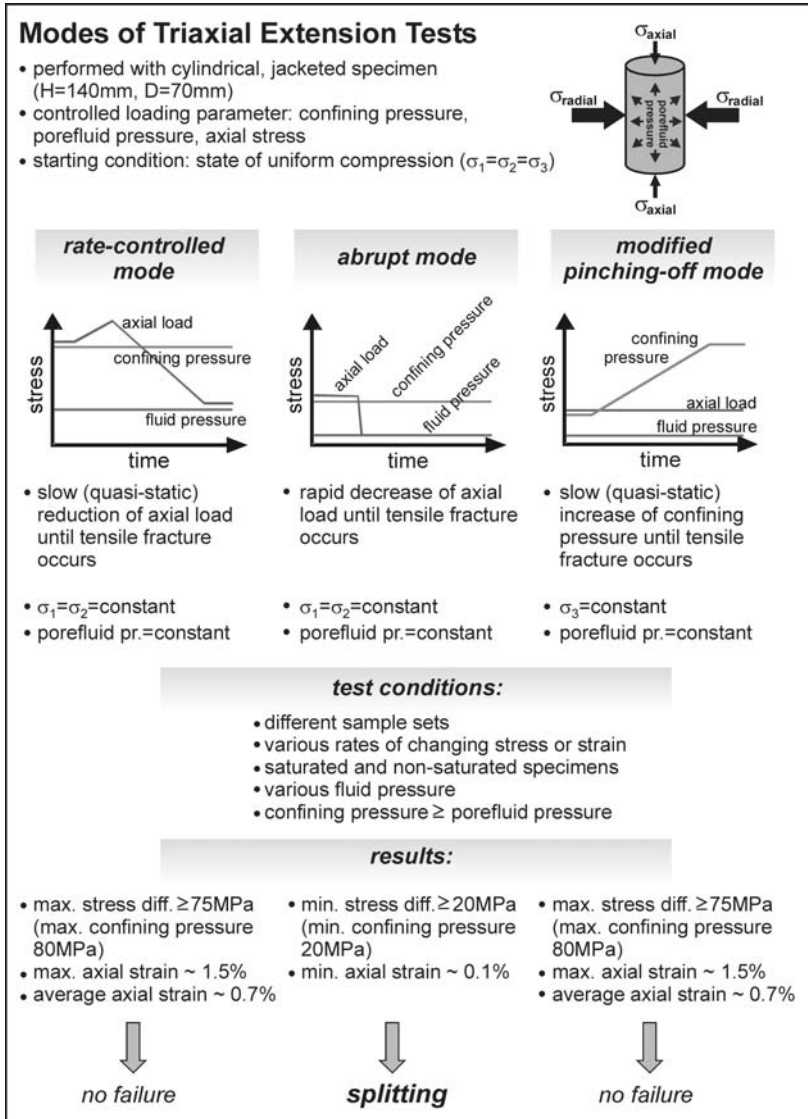 Modes of Triaxial Extension Tests
• performed with cylindrical, jacketed specimen
(H=140mm, D=70mm)
• controlled loading parameter: confining pressure,
porefluid pressure, axial stress
• starting condition: state of uniform compression (σ1=σ2=σ3)
σaxial
σradial
porefluid
pressure
σradial
σaxial
rate-controlled
mode
stress
axial load
confining pressure
fluid pressure
time
• slow (quasi-static)
reduction of axial load
until tensile fracture
occurs
• σ1=σ2=constant
• porefluid pr.=constant
abrupt mode
stress
axial load
confining pressure
fluid pressure
time
• rapid decrease of axial
load until tensile fracture
occurs
• σ1=σ2=constant
• porefluid pr.=constant
modified
pinching-off mode
stress
confining
pressure
axial load
fluid pressure
time
• slow (quasi-static)
increase of confining
pressure until tensile
fracture occurs
• σ3=constant
• porefluid pr.=constant
test conditions:
• different sample sets
• various rates of changing stress or strain
• saturated and non-saturated specimens
• various fluid pressure
• confining pressure ≥ porefluid pressure
results:
• max. stress diff. ≥75MPa
(max. confining pressure
80MPa)
• max. axial strain ~ 1.5%
• average axial strain ~ 0.7%
no failure
• min. stress diff. ≥20MPa
(min. confining pressure
20MPa)
• min. axial strain ~ 0.1%
splitting
• max. stress diff. ≥75MPa
(max. confining pressure
80MPa)
• max. axial strain ~ 1.5%
• average axial strain ~ 0.7%
no failure